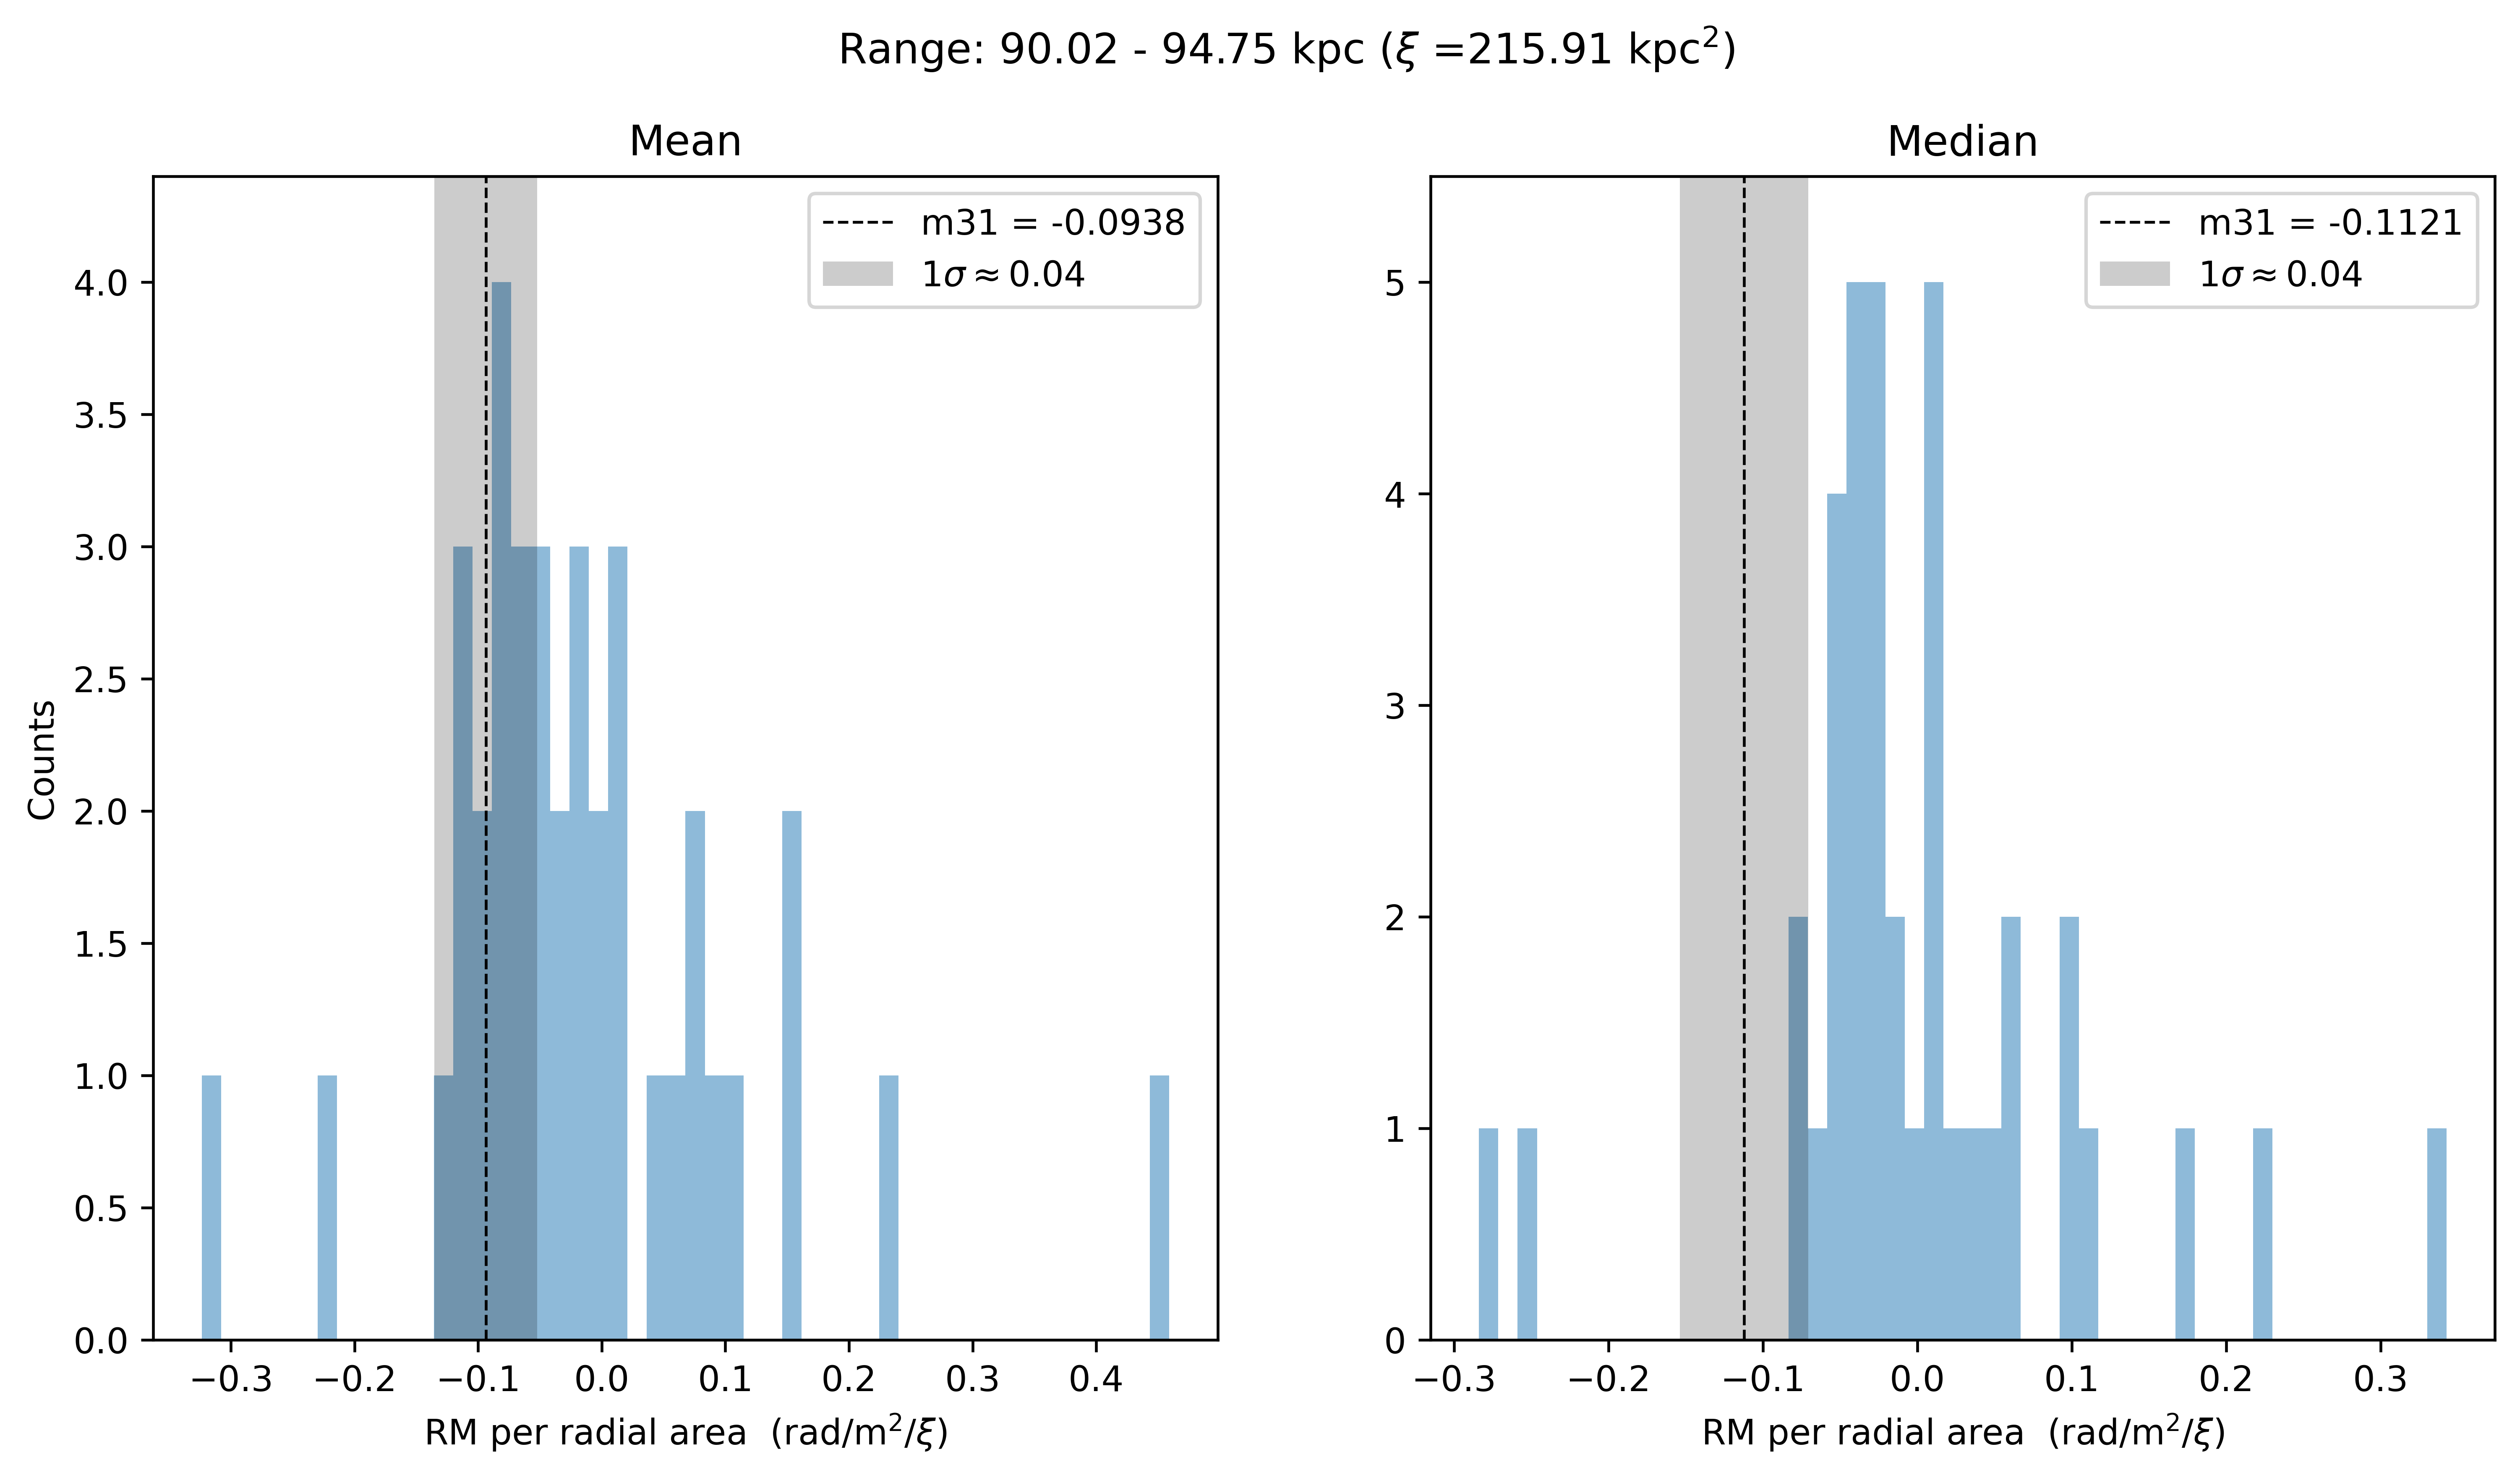 Range: 90.02 - 94.75 kpc (ξ =215.91 kpc²)
Mean
m31 = -0.0938
1σ ≈ 0.04
4.0
3.5
3.0
2.5
2.0
1.5
1.0
0.5
0.0
Counts
−0.3 −0.2 −0.1 0.0 0.1 0.2 0.3 0.4
RM per radial area (rad/m²/ξ)
Median
m31 = -0.1121
1σ ≈ 0.04
5
4
3
2
1
0
−0.3 −0.2 −0.1 0.0 0.1 0.2 0.3
RM per radial area (rad/m²/ξ)